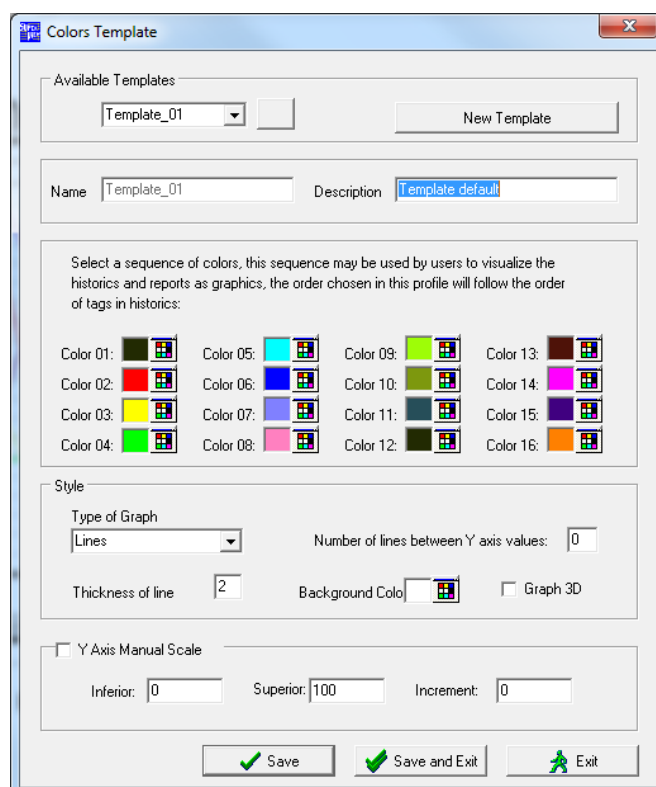 Colors Template
Available Templates
Template_01
New Template
Name Template_01 Description Template default
Select a sequence of colors, this sequence may be used by users to visualize the
historics and reports as graphics, the order chosen in this profile will follow the order
of tags in historics:
Color 01: Color 05: Color 09: Color 13:
Color 02: Color 06: Color 10: Color 14:
Color 03: Color 07: Color 11: Color 15:
Color 04: Color 08: Color 12: Color 16:
Style
Type of Graph
Lines Number of lines between Y axis values: 0
Thickness of line 2 Background Colo Graph 3D
Y Axis Manual Scale
Inferior: 0 Superior: 100 Increment: 0
Save Save and Exit Exit